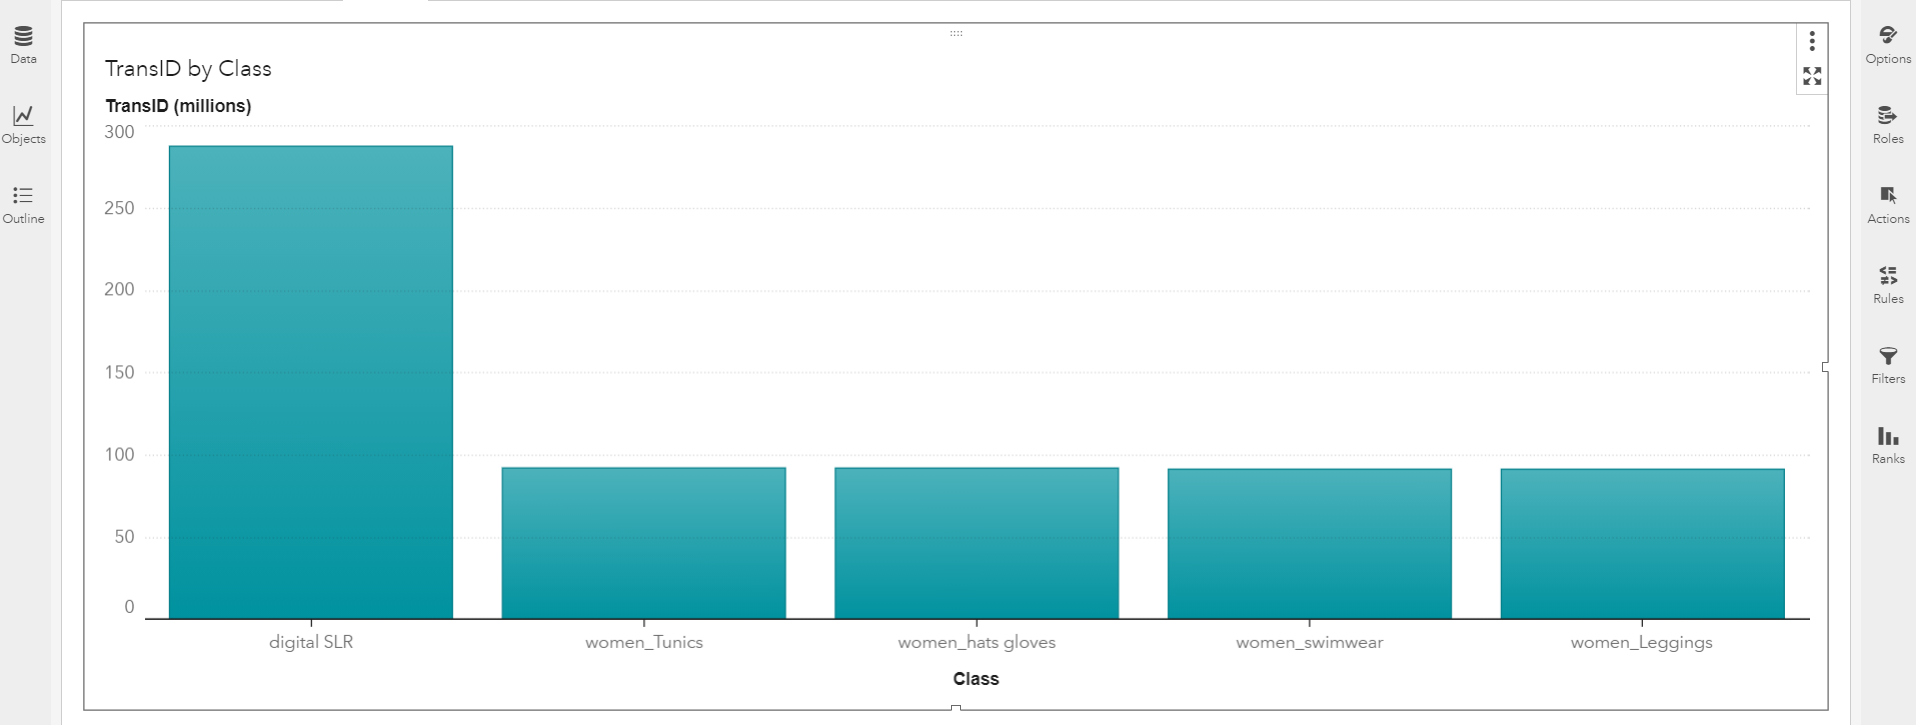 Data
Objects
Outline
TransID by Class
TransID (millions)
300
250
200
150
100
50
0
digital SLR
women_Tunics
women_hats gloves
women_swimwear
women_Leggings
Class
Options
Roles
Actions
Rules
Filters
Ranks